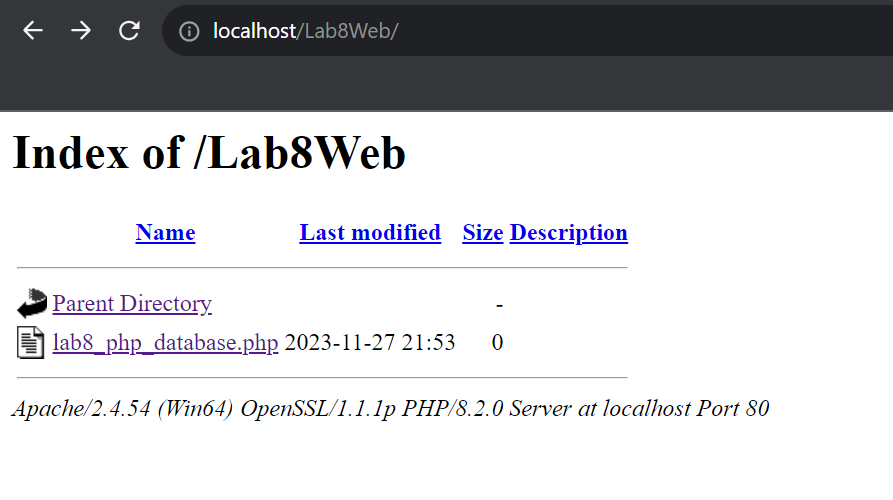 localhost/Lab8Web/
Index of /Lab8Web
Name Last modified Size Description
Parent Directory -
lab8_php_database.php 2023-11-27 21:53 0
Apache/2.4.54 (Win64) OpenSSL/1.1.1p PHP/8.2.0 Server at localhost Port 80